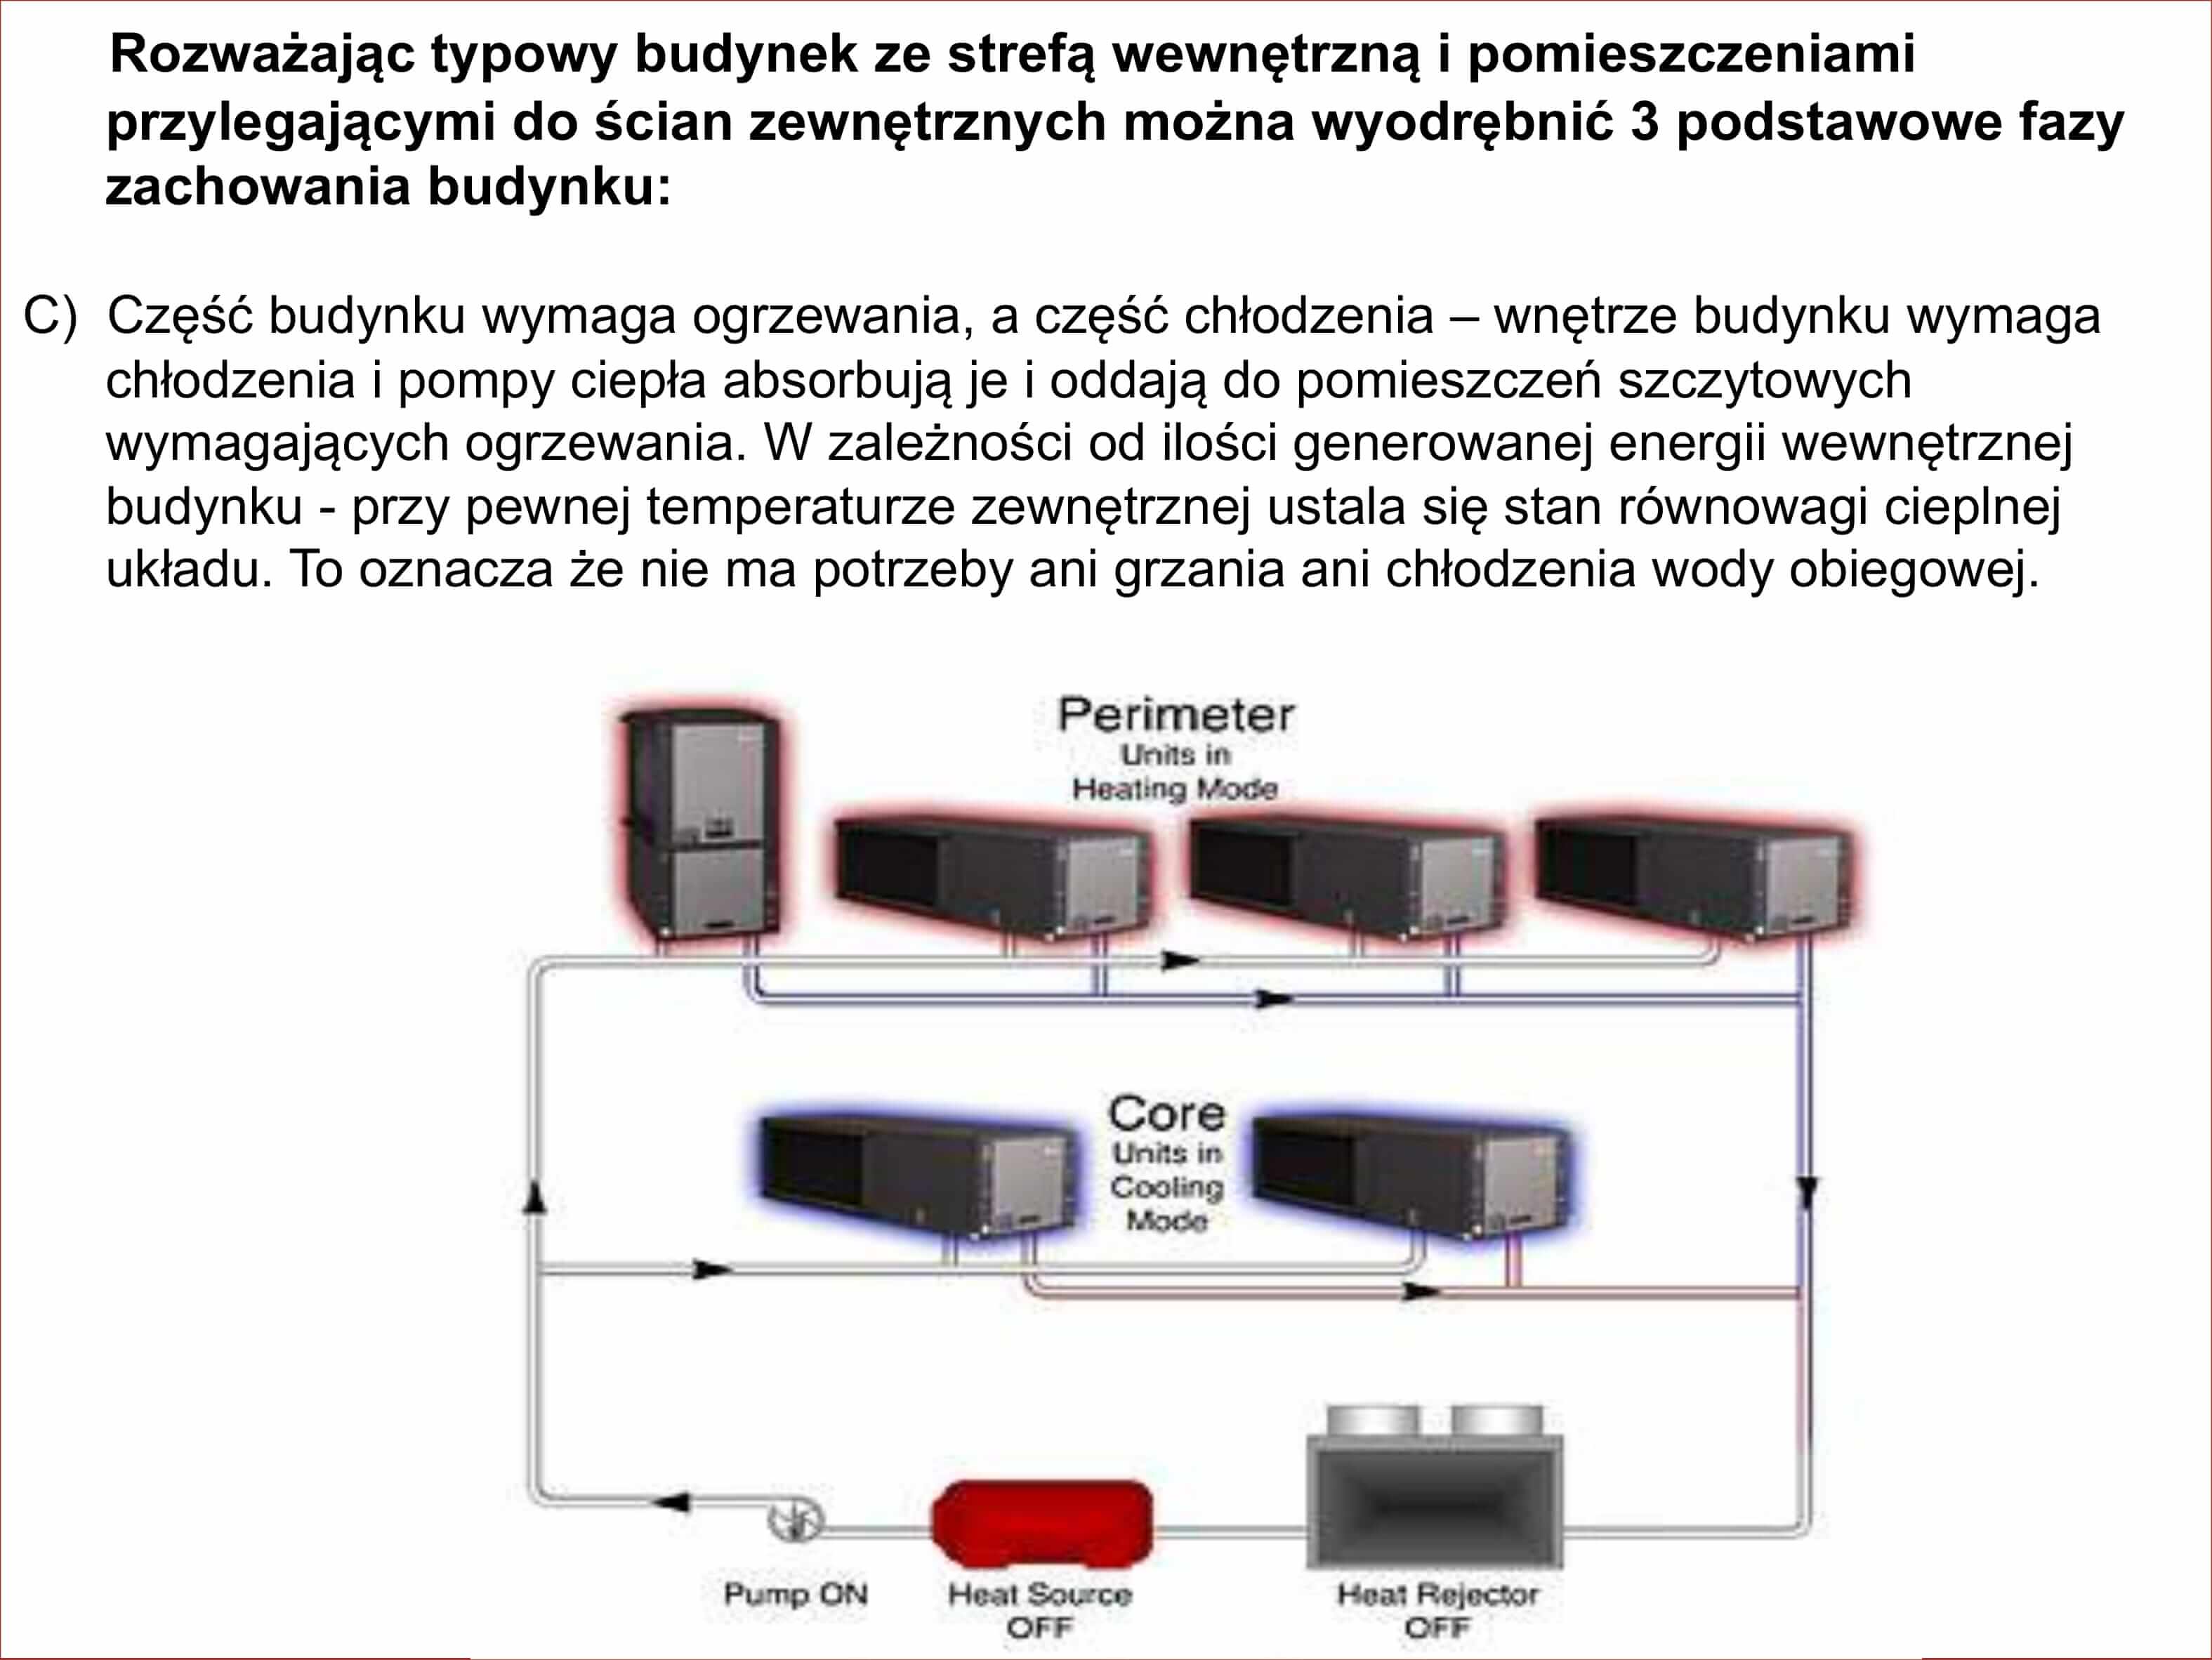 Rozważając typowy budynek ze strefą wewnętrzną i pomieszczeniami
przylegającymi do ścian zewnętrznych można wyodrębnić 3 podstawowe fazy
zachowania budynku:
C) Część budynku wymaga ogrzewania, a część chłodzenia – wnętrze budynku wymaga
chłodzenia i pompy ciepła absorbują je i oddają do pomieszczeń szczytowych
wymagających ogrzewania. W zależności od ilości generowanej energii wewnętrznej
budynku - przy pewnej temperaturze zewnętrznej ustala się stan równowagi cieplnej
układu. To oznacza że nie ma potrzeby ani grzania ani chłodzenia wody obiegowej.
Perimeter
Units in
Heating Mode
Core
Units in
Cooling
Mode
Pump ON
Heat Source
OFF
Heat Rejector
OFF